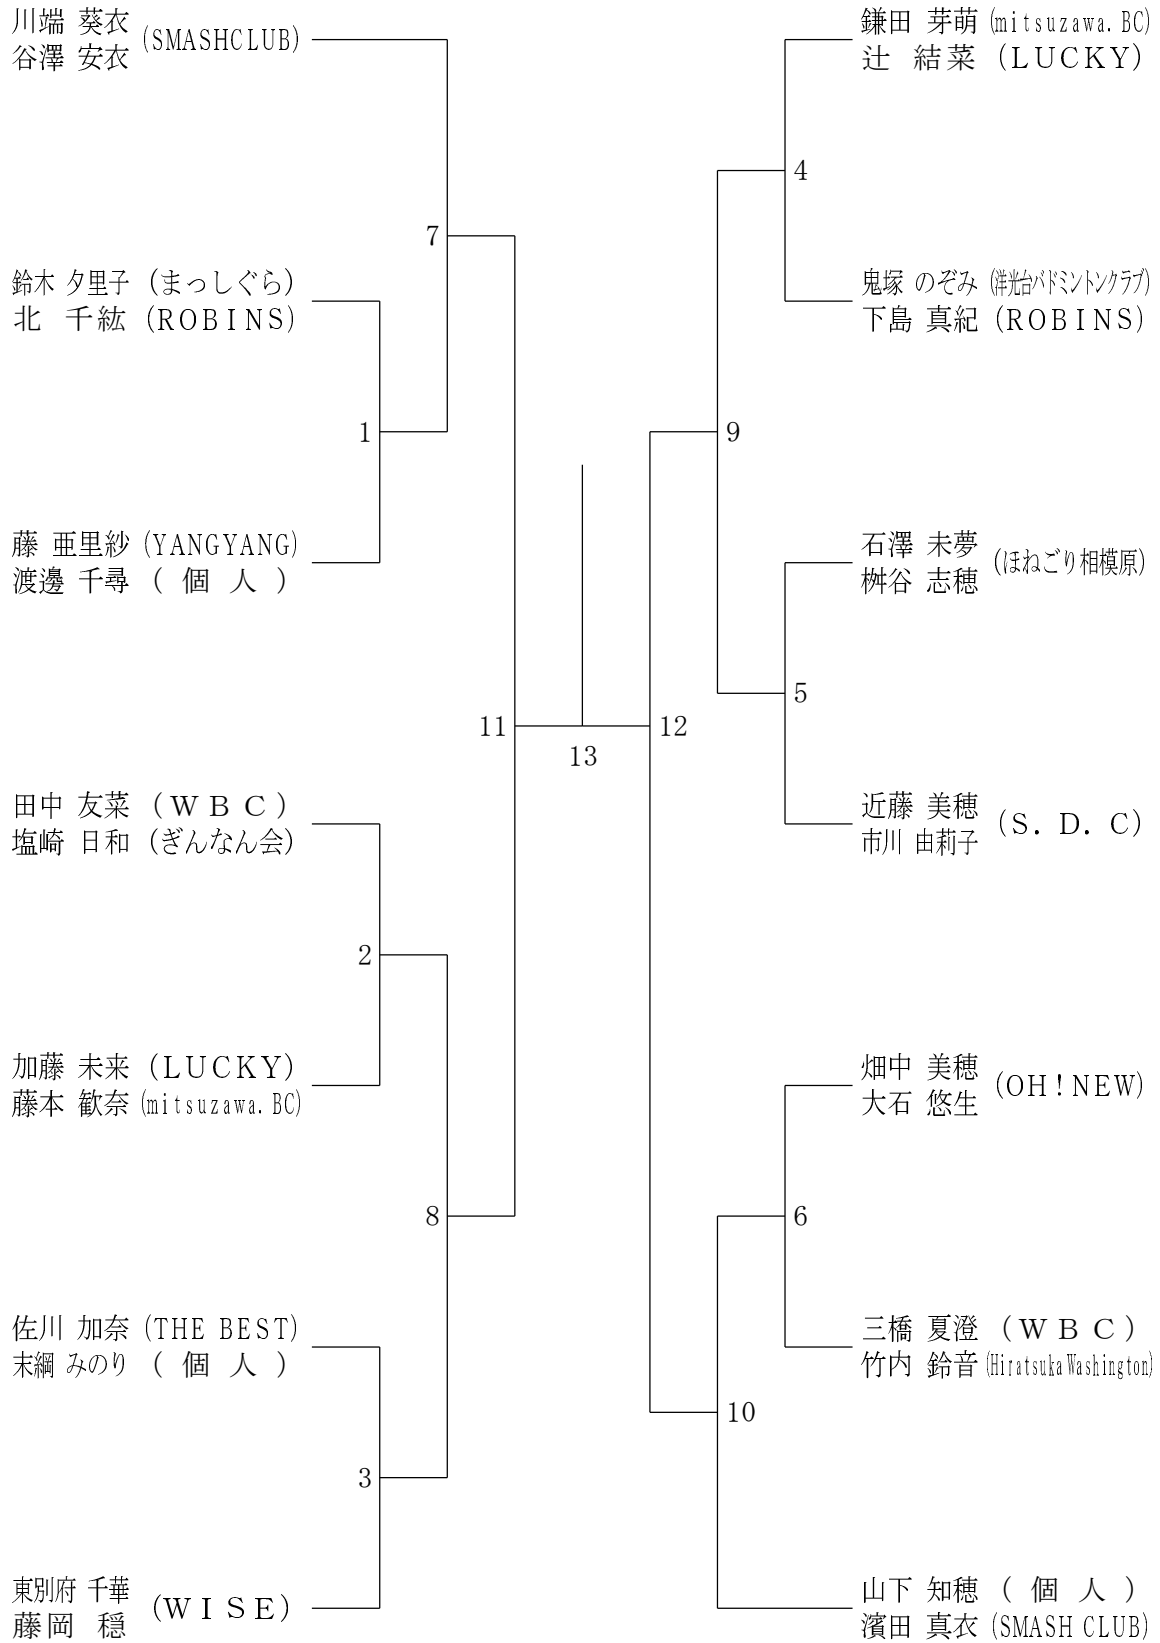 川端 葵衣 (SMASHCLUB)
谷澤 安衣
7
鈴木 夕里子 (まっしぐら)
北 千紘 (ROBINS)
1
藤 亜里紗 (YANGYANG)
渡邊 千尋 (個人)
11
田中 友菜 (WBC)
塩崎 日和 (ぎんなん会)
2
加藤 未来 (LUCKY)
藤本 歓奈 (mitsuzawa.BC)
8
佐川 加奈 (THE BEST)
末綱 みのり (個人)
3
東別府 千華 (WISE)
藤岡 穏
13
鎌田 芽萌 (mitsuzawa.BC)
辻 結菜 (LUCKY)
4
鬼塚 のぞみ (洋光台バドミントンクラブ)
下島 真紀 (ROBINS)
9
石澤 未夢 (ほねごり相模原)
桝谷 志穂
5
12
近藤 美穂 (S.D.C)
市川 由莉子
畑中 美穂 (OH!NEW)
大石 悠生
6
三橋 夏澄 (WBC)
竹内 鈴音 (Hiratsuka Washington)
10
山下 知穂 (個人)
濱田 真衣 (SMASH CLUB)